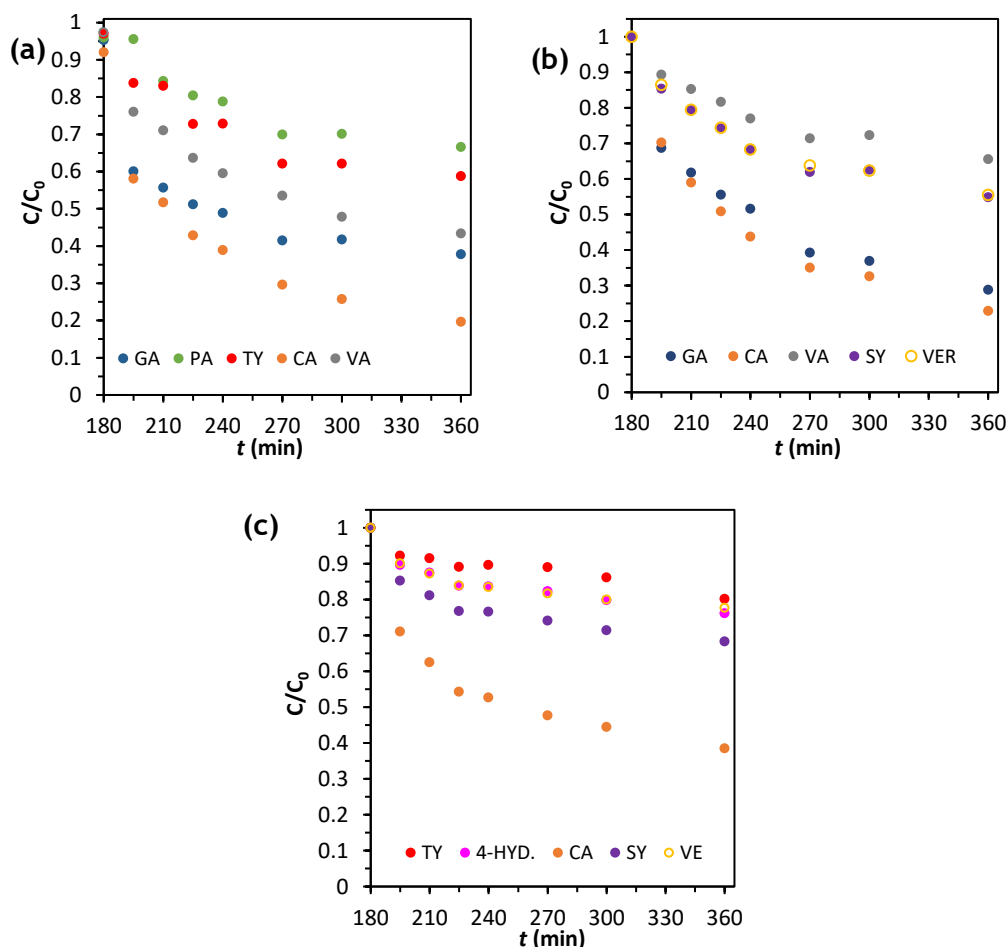 (a)
C/C₀
1
0.9
0.8
0.7
0.6
0.5
0.4
0.3
0.2
0.1
0
GA PA TY CA VA
180 210 240 270 300 330 360
t (min)
(b)
C/C₀
1
0.9
0.8
0.7
0.6
0.5
0.4
0.3
0.2
0.1
0
GA CA VA SY VER
180 210 240 270 300 330 360
t (min)
(c)
C/C₀
1
0.9
0.8
0.7
0.6
0.5
0.4
0.3
0.2
0.1
0
TY 4-HYD. CA SY VE
180 210 240 270 300 330 360
t (min)